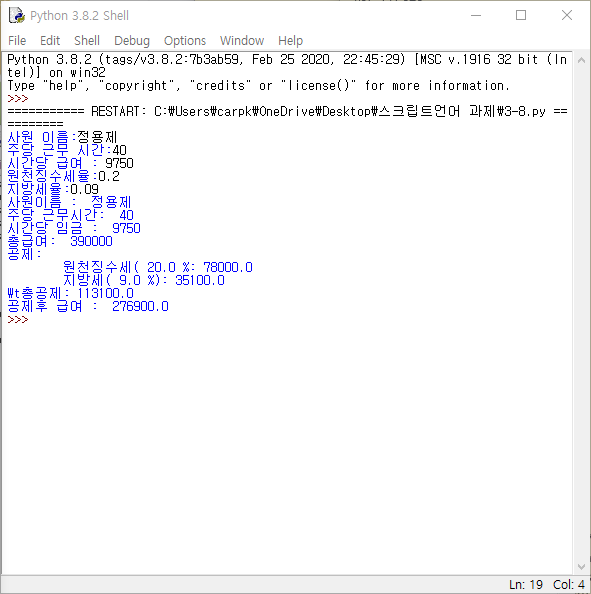 Python 3.8.2 Shell
File Edit Shell Debug Options Window Help
Python 3.8.2 (tags/v3.8.2:7b3ab59, Feb 25 2020, 22:45:29) [MSC v.1916 32 bit (In
tel)] on win32
Type "help", "copyright", "credits" or "license()" for more information.
>>>
=========== RESTART: C:₩Users₩carpk₩OneDrive₩Desktop₩스크립트언어 과제₩3-8.py ==
=========
사원 이름:정용제
주당 근무 시간:40
시간당 급여 : 9750
원천징수세율:0.2
지방세율:0.09
사원이름 :  정용제
주당 근무시간:  40
시간당 임금 :  9750
총급여:  390000
공제:
        원천징수세( 20.0 %: 78000.0
        지방세( 9.0 %): 35100.0
₩t총공제: 113100.0
공제후 급여 :  276900.0
>>>
Ln: 19 Col: 4